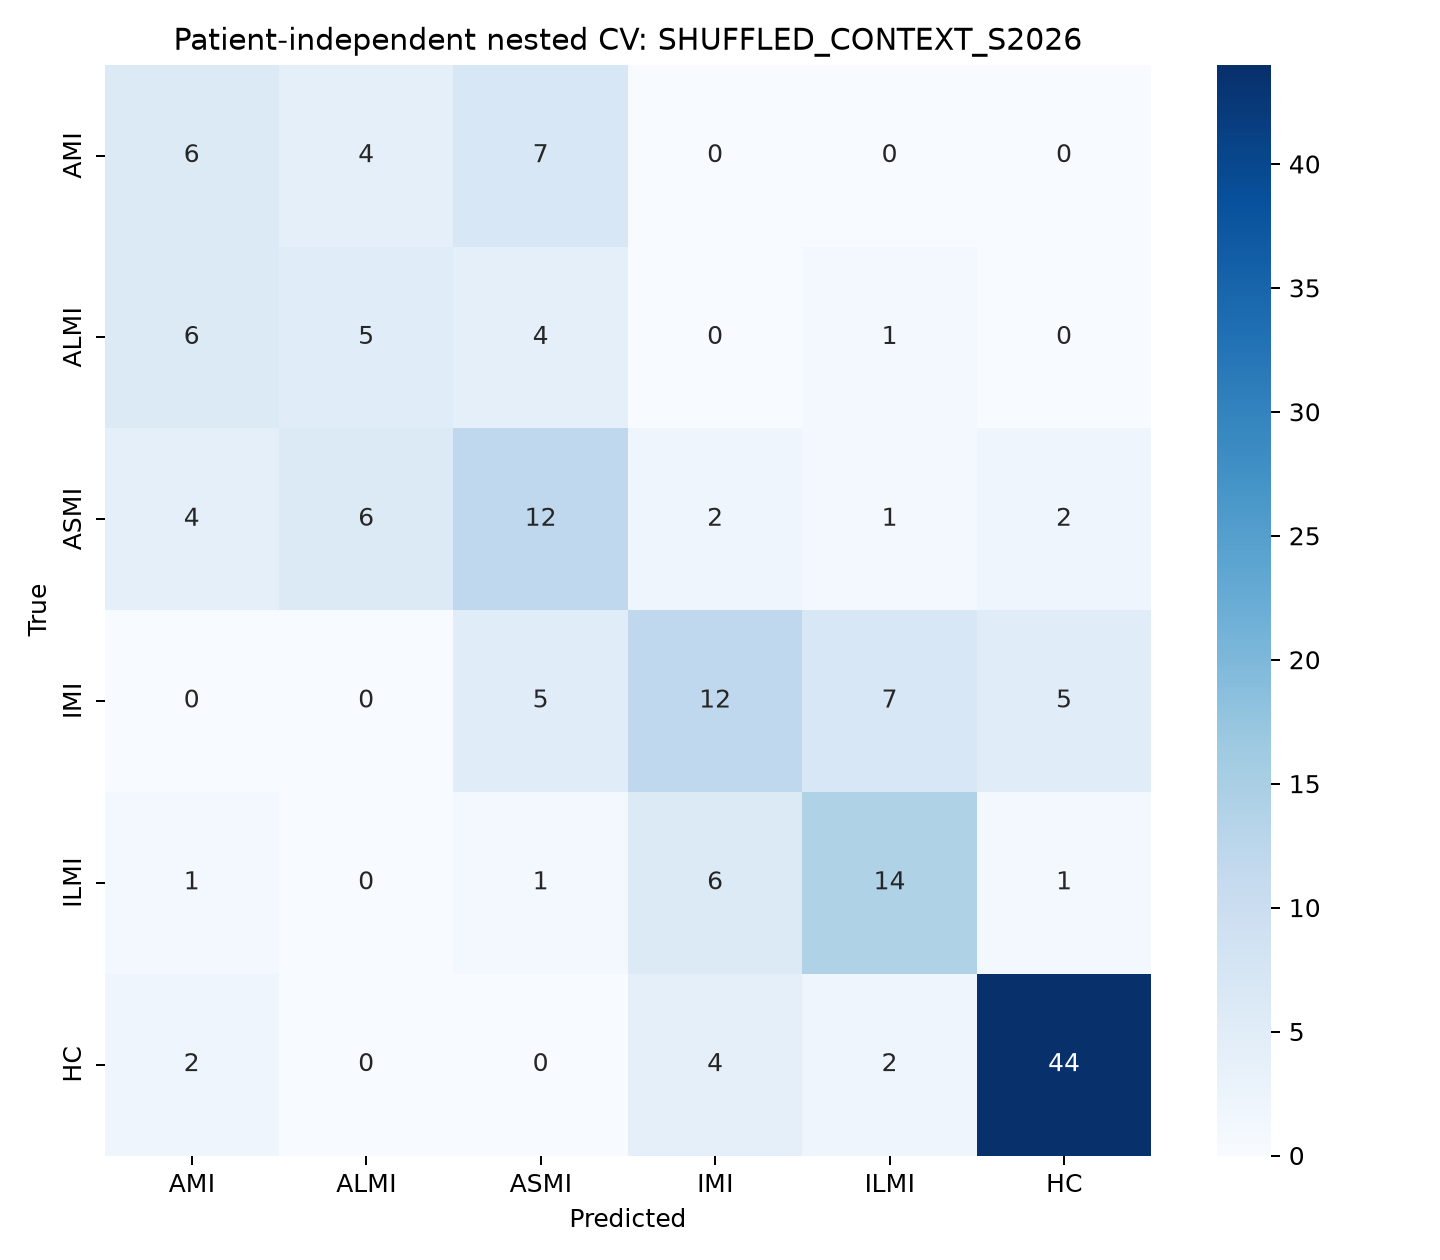 Patient-independent nested CV: SHUFFLED_CONTEXT_S2026
True
AMI 6 4 7 0 0 0
ALMI 6 5 4 0 1 0
ASMI 4 6 12 2 1 2
IMI 0 0 5 12 7 5
ILMI 1 0 1 6 14 1
HC 2 0 0 4 2 44
AMI ALMI ASMI IMI ILMI HC
Predicted
40
35
30
25
20
15
10
5
0